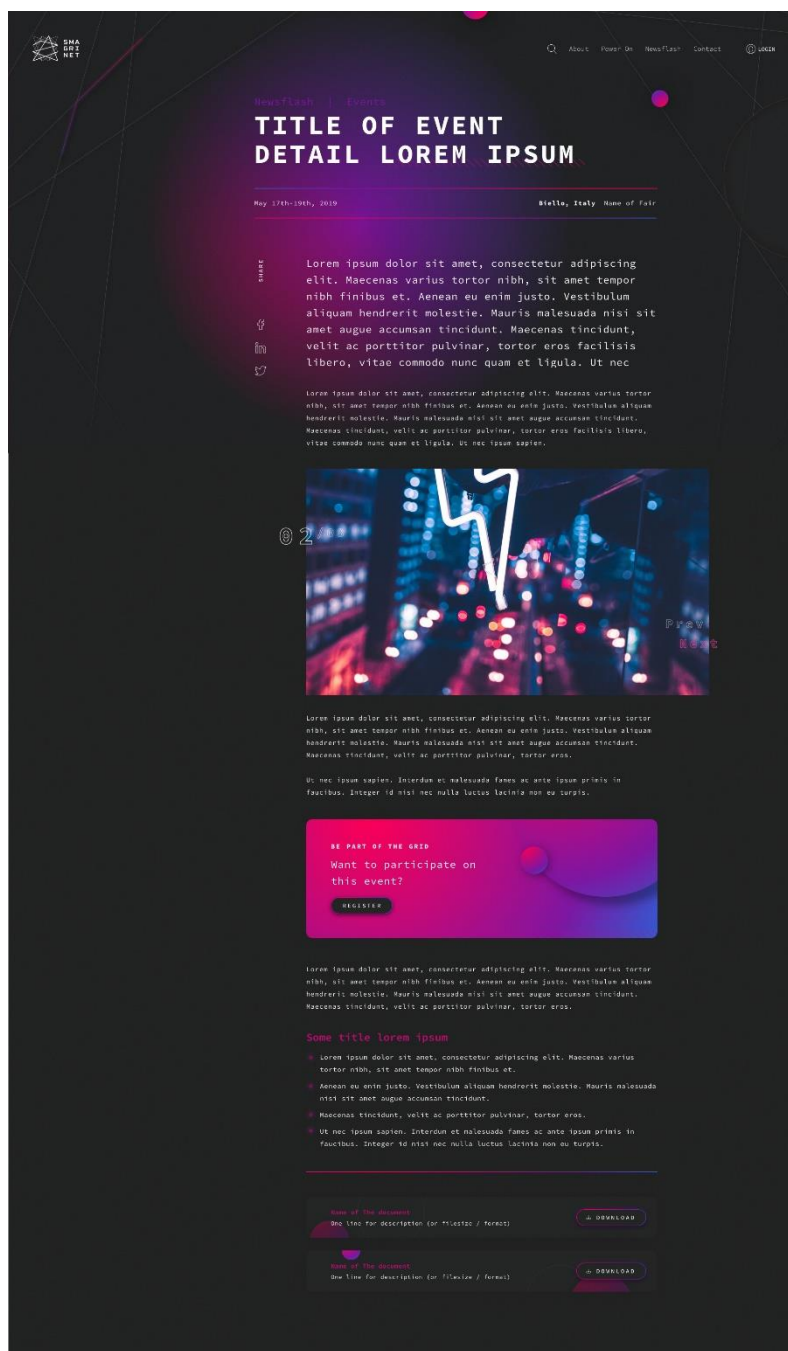 SMA
GRI
NET
About Power On Newsflash Contact LOGIN
Newsflash | Events
TITLE OF EVENT
DETAIL LOREM IPSUM
May 17th-19th, 2019
Biella, Italy Name of Fair
SHARE
Lorem ipsum dolor sit amet, consectetur adipiscing
elit. Maecenas varius tortor nibh, sit amet tempor
nibh finibus et. Aenean eu enim justo. Vestibulum
aliquam hendrerit molestie. Mauris malesuada nisi sit
amet augue accumsan tincidunt. Maecenas tincidunt,
velit ac porttitor pulvinar, tortor eros facilisis
libero, vitae commodo nunc quam et ligula. Ut nec
Lorem ipsum dolor sit amet, consectetur adipiscing elit. Maecenas varius tortor
nibh, sit amet tempor nibh finibus et. Aenean eu enim justo. Vestibulum aliquam
hendrerit molestie. Mauris malesuada nisi sit amet augue accumsan tincidunt.
Maecenas tincidunt, velit ac porttitor pulvinar, tortor eros facilisis libero,
vitae commodo nunc quam et ligula. Ut nec ipsum sapien.
02
Prev
Next
Lorem ipsum dolor sit amet, consectetur adipiscing elit. Maecenas varius tortor
nibh, sit amet tempor nibh finibus et. Aenean eu enim justo. Vestibulum aliquam
hendrerit molestie. Mauris malesuada nisi sit amet augue accumsan tincidunt.
Maecenas tincidunt, velit ac porttitor pulvinar, tortor eros.
Ut nec ipsum sapien. Interdum et malesuada fames ac ante ipsum primis in
faucibus. Integer id nisi nec nulla luctus lacinia non eu turpis.
BE PART OF THE GRID
Want to participate on
this event?
REGISTER
Lorem ipsum dolor sit amet, consectetur adipiscing elit. Maecenas varius tortor
nibh, sit amet tempor nibh finibus et. Aenean eu enim justo. Vestibulum aliquam
hendrerit molestie. Mauris malesuada nisi sit amet augue accumsan tincidunt.
Maecenas tincidunt, velit ac porttitor pulvinar, tortor eros.
Some title lorem ipsum
Lorem ipsum dolor sit amet, consectetur adipiscing elit. Maecenas varius
tortor nibh, sit amet tempor nibh finibus et.
Aenean eu enim justo. Vestibulum aliquam hendrerit molestie. Mauris malesuada
nisi sit amet augue accumsan tincidunt.
Maecenas tincidunt, velit ac porttitor pulvinar, tortor eros.
Ut nec ipsum sapien. Interdum et malesuada fames ac ante ipsum primis in
faucibus. Integer id nisi nec nulla luctus lacinia non eu turpis.
Name of The document
One line for description (or filesize / format)
DOWNLOAD
Name of The document
One line for description (or filesize / format)
DOWNLOAD